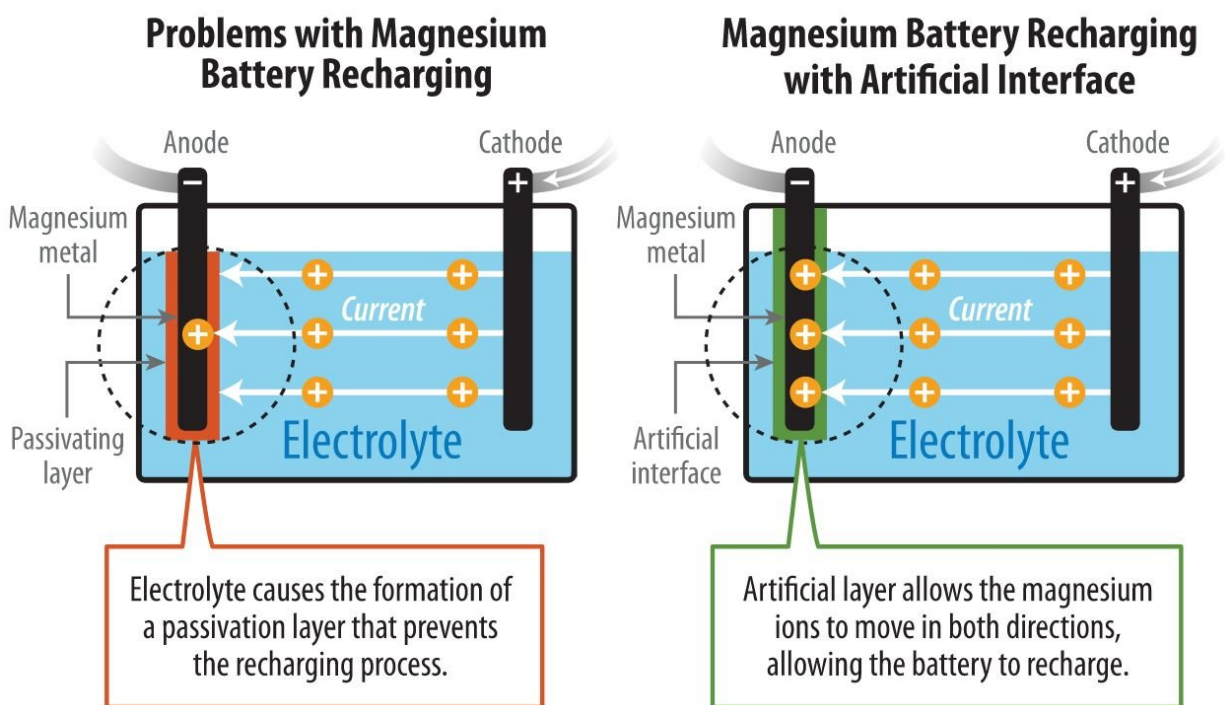 Problems with Magnesium
Battery Recharging
Anode
Cathode
−
+
Magnesium
metal
+
+
Current
+
+
+
+
+
Passivating
layer
Electrolyte
Electrolyte causes the formation of
a passivation layer that prevents
the recharging process.
Magnesium Battery Recharging
with Artificial Interface
Anode
Cathode
−
+
Magnesium
metal
+
+
+
Current
+
+
+
+
+
+
Artificial
interface
Electrolyte
Artificial layer allows the magnesium
ions to move in both directions,
allowing the battery to recharge.